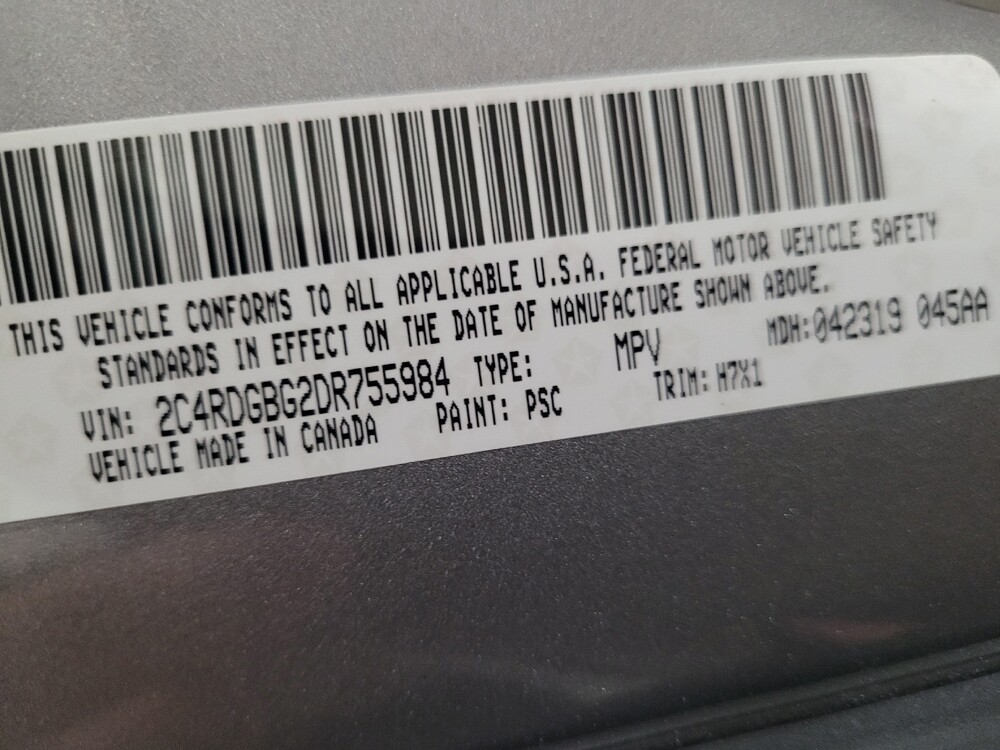 THIS VEHICLE CONFORMS TO ALL APPLICABLE U.S.A. FEDERAL MOTOR VEHICLE SAFETY
STANDARDS IN EFFECT ON THE DATE OF MANUFACTURE SHOWN ABOVE.
VIN: 2C4RDGBG2DR755984 TYPE: MPV MDH:042319 045AA
VEHICLE MADE IN CANADA PAINT: PSC TRIM: H7X1